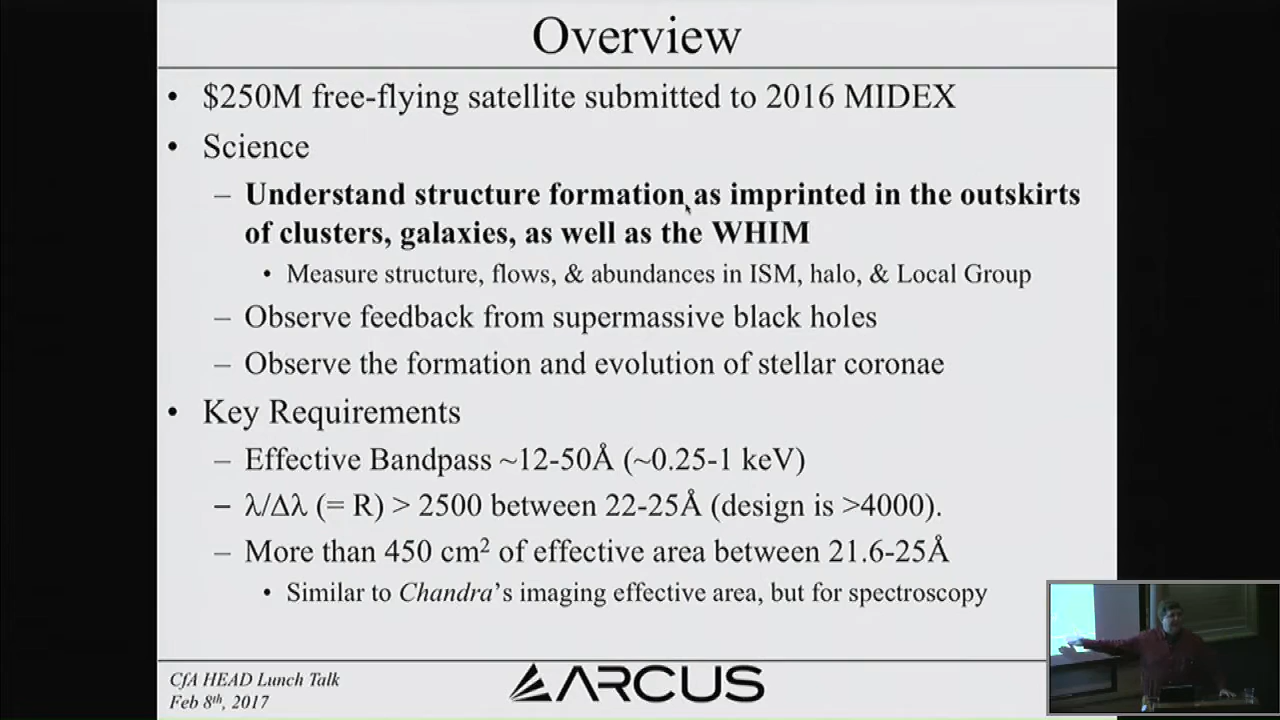 Overview
• $250M free-flying satellite submitted to 2016 MIDEX
• Science
– Understand structure formation as imprinted in the outskirts
of clusters, galaxies, as well as the WHIM
• Measure structure, flows, & abundances in ISM, halo, & Local Group
– Observe feedback from supermassive black holes
– Observe the formation and evolution of stellar coronae
• Key Requirements
– Effective Bandpass ~12-50Å (~0.25-1 keV)
– λ/Δλ (= R) > 2500 between 22-25Å (design is >4000).
– More than 450 cm² of effective area between 21.6-25Å
• Similar to Chandra's imaging effective area, but for spectroscopy
CfA HEAD Lunch Talk
Feb 8th, 2017
ARCUS